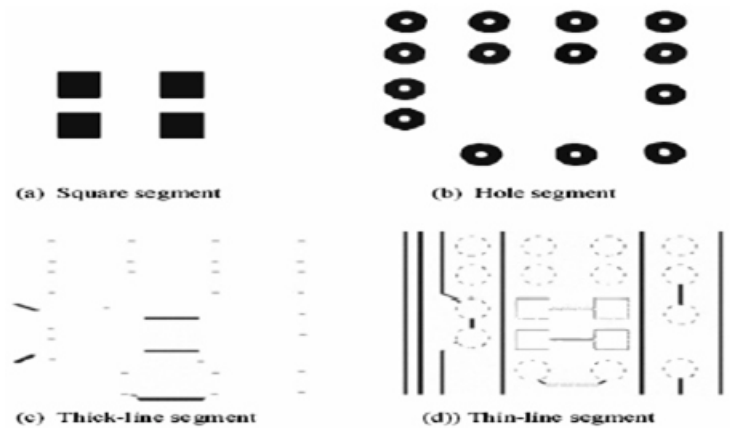 (a) Square segment
(b) Hole segment
(c) Thick-line segment
(d)) Thin-line segment